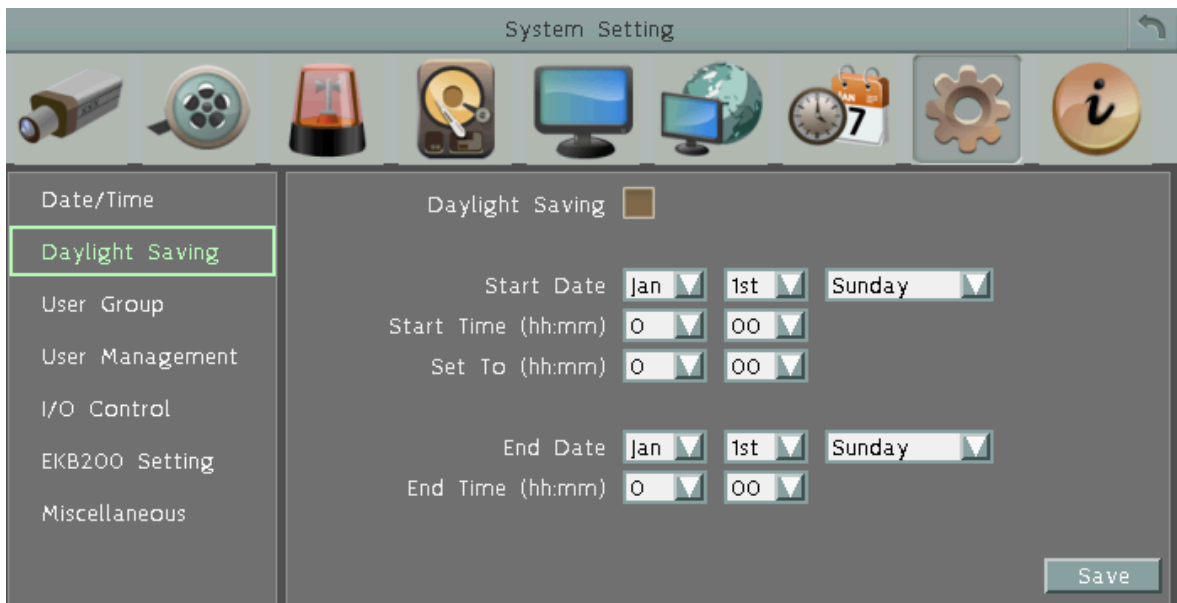 System Setting
JAN
7
Date/Time
Daylight Saving
User Group
User Management
I/O Control
EKB200 Setting
Miscellaneous
Daylight Saving
Start Date Jan 1st Sunday
Start Time (hh:mm) 0 00
Set To (hh:mm) 0 00
End Date Jan 1st Sunday
End Time (hh:mm) 0 00
Save